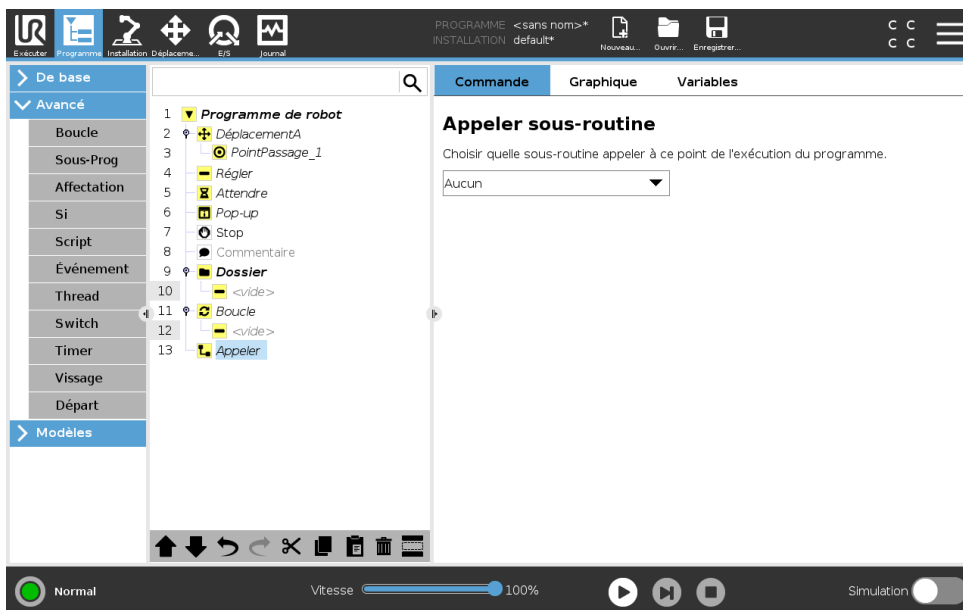 UR
Exécuter
Programme
Installation
Déplaceme...
E/S
Journal
PROGRAMME <sans nom>*
INSTALLATION default*
Nouveau...
Ouvrir...
Enregistrer...
C C
C C
De base
Avancé
Boucle
Sous-Prog
Affectation
Si
Script
Événement
Thread
Switch
Timer
Vissage
Départ
Modèles
1 Programme de robot
2 DéplacementA
3 PointPassage_1
4 Régler
5 Attendre
6 Pop-up
7 Stop
8 Commentaire
9 Dossier
10 <vide>
11 Boucle
12 <vide>
13 Appeler
Commande Graphique Variables
Appeler sous-routine
Choisir quelle sous-routine appeler à ce point de l'exécution du programme.
Aucun
Normal
Vitesse 100%
Simulation